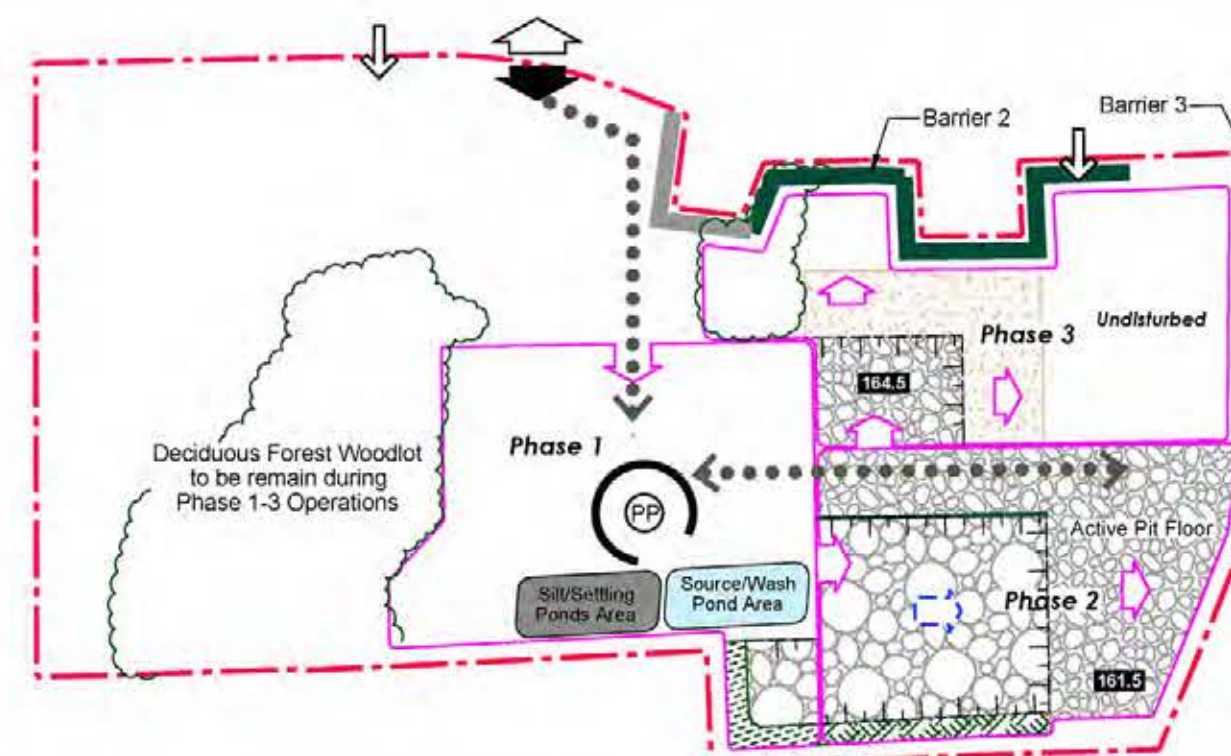 Barrier 2
Barrier 3
Phase 3
Undisturbed
164.5
Phase 1
Deciduous Forest Woodlot
to be remain during
Phase 1-3 Operations
PP
Active Pit Floor
Silt/Settling
Ponds Area
Source/Wash
Pond Area
Phase 2
161.5